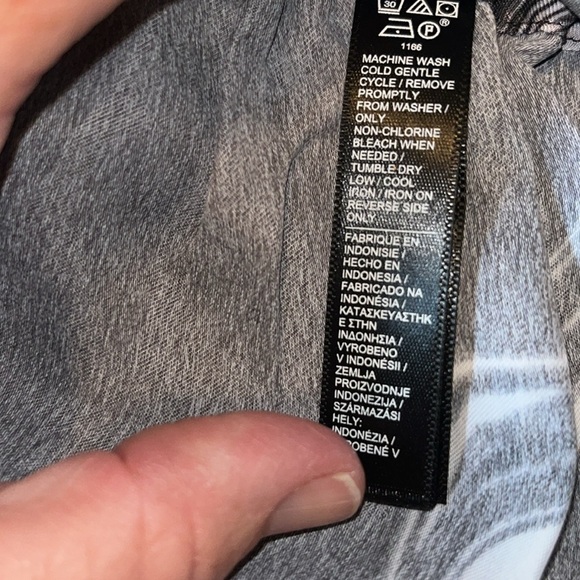 30
P ®
1166
MACHINE WASH
COLD GENTLE
CYCLE / REMOVE
PROMPTLY
FROM WASHER /
ONLY
NON-CHLORINE
BLEACH WHEN
NEEDED /
TUMBLE DRY
LOW / COOL
IRON / IRON ON
REVERSE SIDE
ONLY
FABRIQUE EN
INDONISIE /
HECHO EN
INDONESIA /
FABRICADO NA
INDONÉSIA /
ΚΑΤΑΣΚΕΥΑΣΤΗΚ
Ε ΣΤΗΝ
ΙΝΔΟΝΗΣΙΑ /
VYROBENO
V INDONÉSII /
ZEMLJA
PROIZVODNJE
INDONEZIJA /
SZÁRMAZÁSI
HELY:
INDONÉZIA /
V